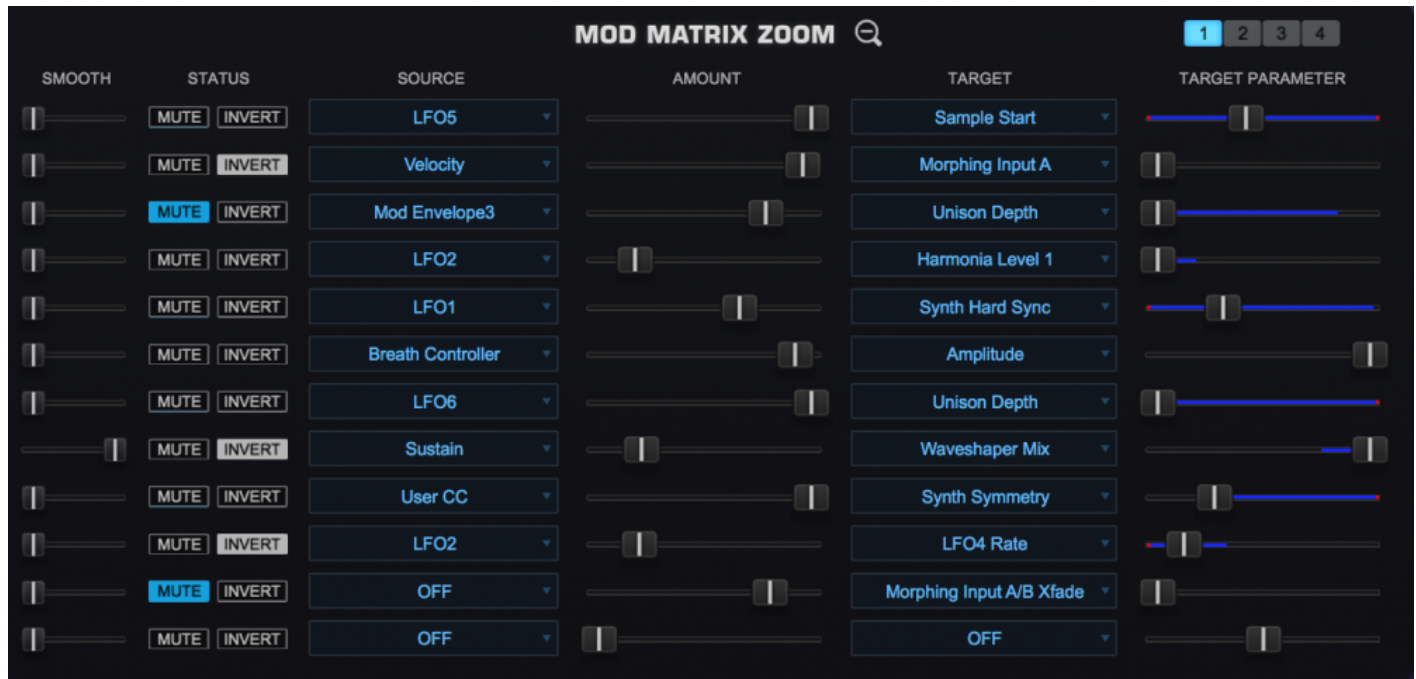 MOD MATRIX ZOOM 1 2 3 4
SMOOTH STATUS SOURCE AMOUNT TARGET TARGET PARAMETER
MUTE INVERT LFO5 Sample Start
MUTE INVERT Velocity Morphing Input A
MUTE INVERT Mod Envelope3 Unison Depth
MUTE INVERT LFO2 Harmonia Level 1
MUTE INVERT LFO1 Synth Hard Sync
MUTE INVERT Breath Controller Amplitude
MUTE INVERT LFO6 Unison Depth
MUTE INVERT Sustain Waveshaper Mix
MUTE INVERT User CC Synth Symmetry
MUTE INVERT LFO2 LFO4 Rate
MUTE INVERT OFF Morphing Input A/B Xfade
MUTE INVERT OFF OFF